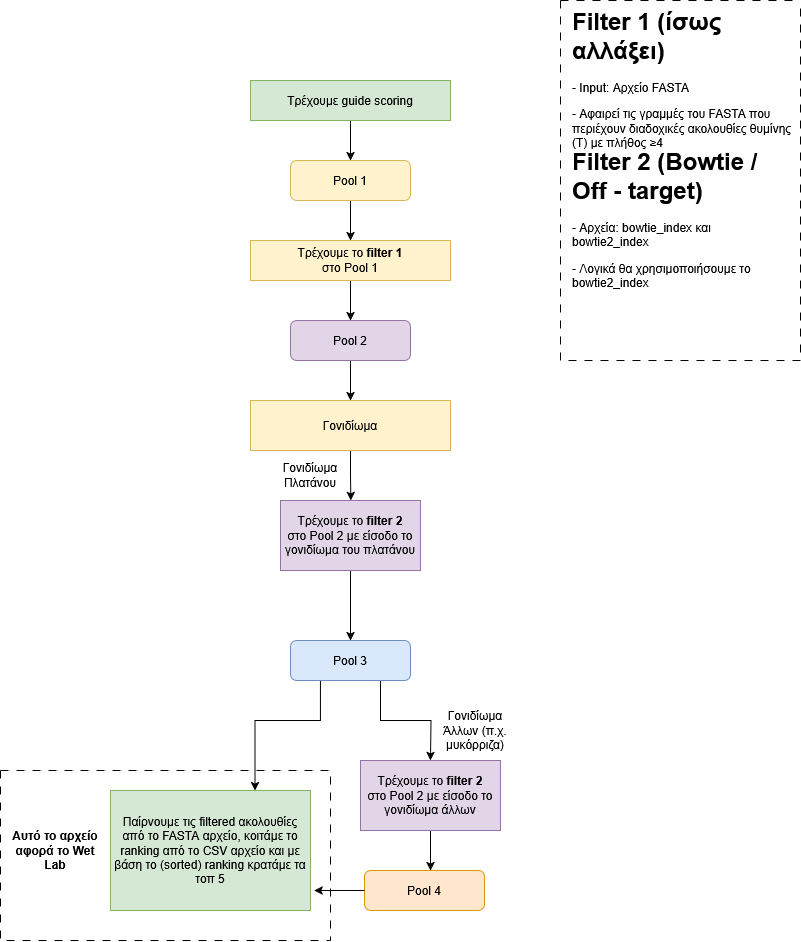 Filter 1 (ίσως
αλλάξει)
- Input: Αρχείο FASTA
- Αφαιρεί τις γραμμές του FASTA που
περιέχουν διαδοχικές ακολουθίες θυμίνης
(T) με πλήθος ≥4
Filter 2 (Bowtie /
Off - target)
- Αρχεία: bowtie_index και
bowtie2_index
- Λογικά θα χρησιμοποιήσουμε το
bowtie2_index
Τρέχουμε guide scoring
Pool 1
Τρέχουμε το filter 1
στο Pool 1
Pool 2
Γονιδίωμα
Γονιδίωμα
Πλατάνου
Τρέχουμε το filter 2
στο Pool 2 με είσοδο το
γονιδίωμα του πλατάνου
Pool 3
Γονιδίωμα
Άλλων (π.χ.
μυκόρριζα)
Τρέχουμε το filter 2
στο Pool 2 με είσοδο το
γονιδίωμα άλλων
Αυτό το αρχείο
αφορά το Wet
Lab
Παίρνουμε τις filtered ακολουθίες
από το FASTA αρχείο, κοιτάμε το
ranking από το CSV αρχείο και με
βάση το (sorted) ranking κρατάμε τα
τοπ 5
Pool 4